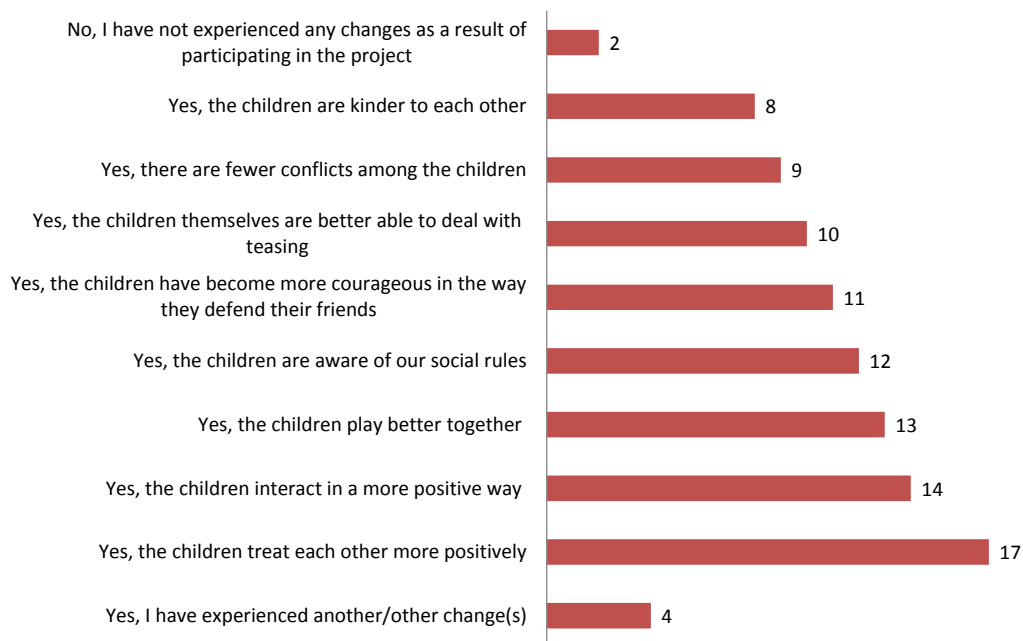 No, I have not experienced any changes as a result of
participating in the project
2
Yes, the children are kinder to each other
8
Yes, there are fewer conflicts among the children
9
Yes, the children themselves are better able to deal with
teasing
10
Yes, the children have become more courageous in the way
they defend their friends
11
Yes, the children are aware of our social rules
12
Yes, the children play better together
13
Yes, the children interact in a more positive way
14
Yes, the children treat each other more positively
17
Yes, I have experienced another/other change(s)
4